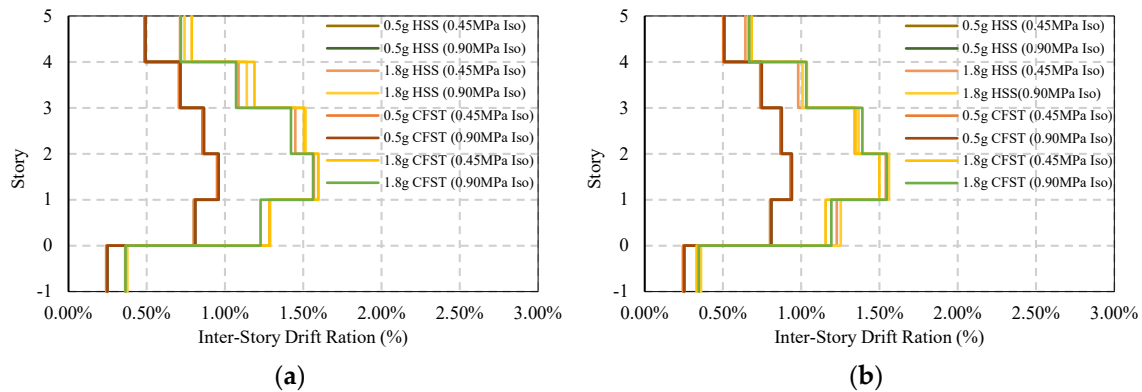 5
4
3
2
1
0
-1
Story
0.5g HSS (0.45MPa Iso)
0.5g HSS (0.90MPa Iso)
1.8g HSS (0.45MPa Iso)
1.8g HSS (0.90MPa Iso)
0.5g CFST (0.45MPa Iso)
0.5g CFST (0.90MPa Iso)
1.8g CFST (0.45MPa Iso)
1.8g CFST (0.90MPa Iso)
0.00% 0.50% 1.00% 1.50% 2.00% 2.50% 3.00%
Inter-Story Drift Ration (%)
(a)
5
4
3
2
1
0
-1
Story
0.5g HSS (0.45MPa Iso)
0.5g HSS (0.90MPa Iso)
1.8g HSS (0.45MPa Iso)
1.8g HSS(0.90MPa Iso)
0.5g CFST (0.45MPa Iso)
0.5g CFST (0.90MPa Iso)
1.8g CFST (0.45MPa Iso)
1.8g CFST (0.90MPa Iso)
0.00% 0.50% 1.00% 1.50% 2.00% 2.50% 3.00%
Inter-Story Drift Ration (%)
(b)